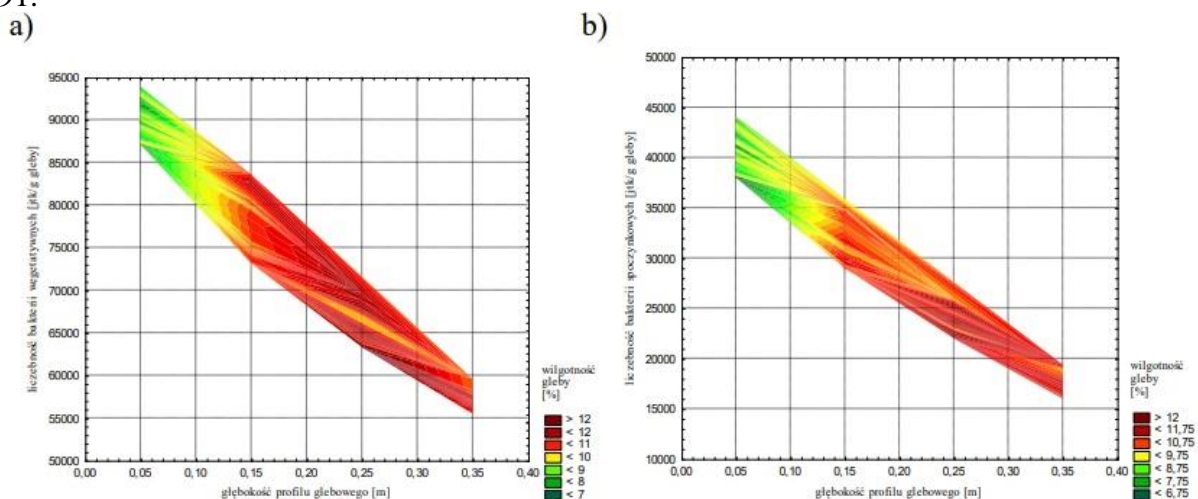 a)
b)
liczebność bakterii wegetatywnych [jtk/g gleby]
95000
90000
85000
80000
75000
70000
65000
60000
55000
50000
0,00 0,05 0,10 0,15 0,20 0,25 0,30 0,35 0,40
głębokość profilu glebowego [m]
wilgotność
gleby
[%]
> 12
< 12
< 11
< 10
< 9
< 8
< 7
liczebność bakterii spoczynkowych [jtk/g gleby]
50000
45000
40000
35000
30000
25000
20000
15000
10000
0,00 0,05 0,10 0,15 0,20 0,25 0,30 0,35 0,40
głębokość profilu glebowego [m]
wilgotność
gleby
[%]
> 12
< 11,75
< 10,75
< 9,75
< 8,75
< 7,75
< 6,75